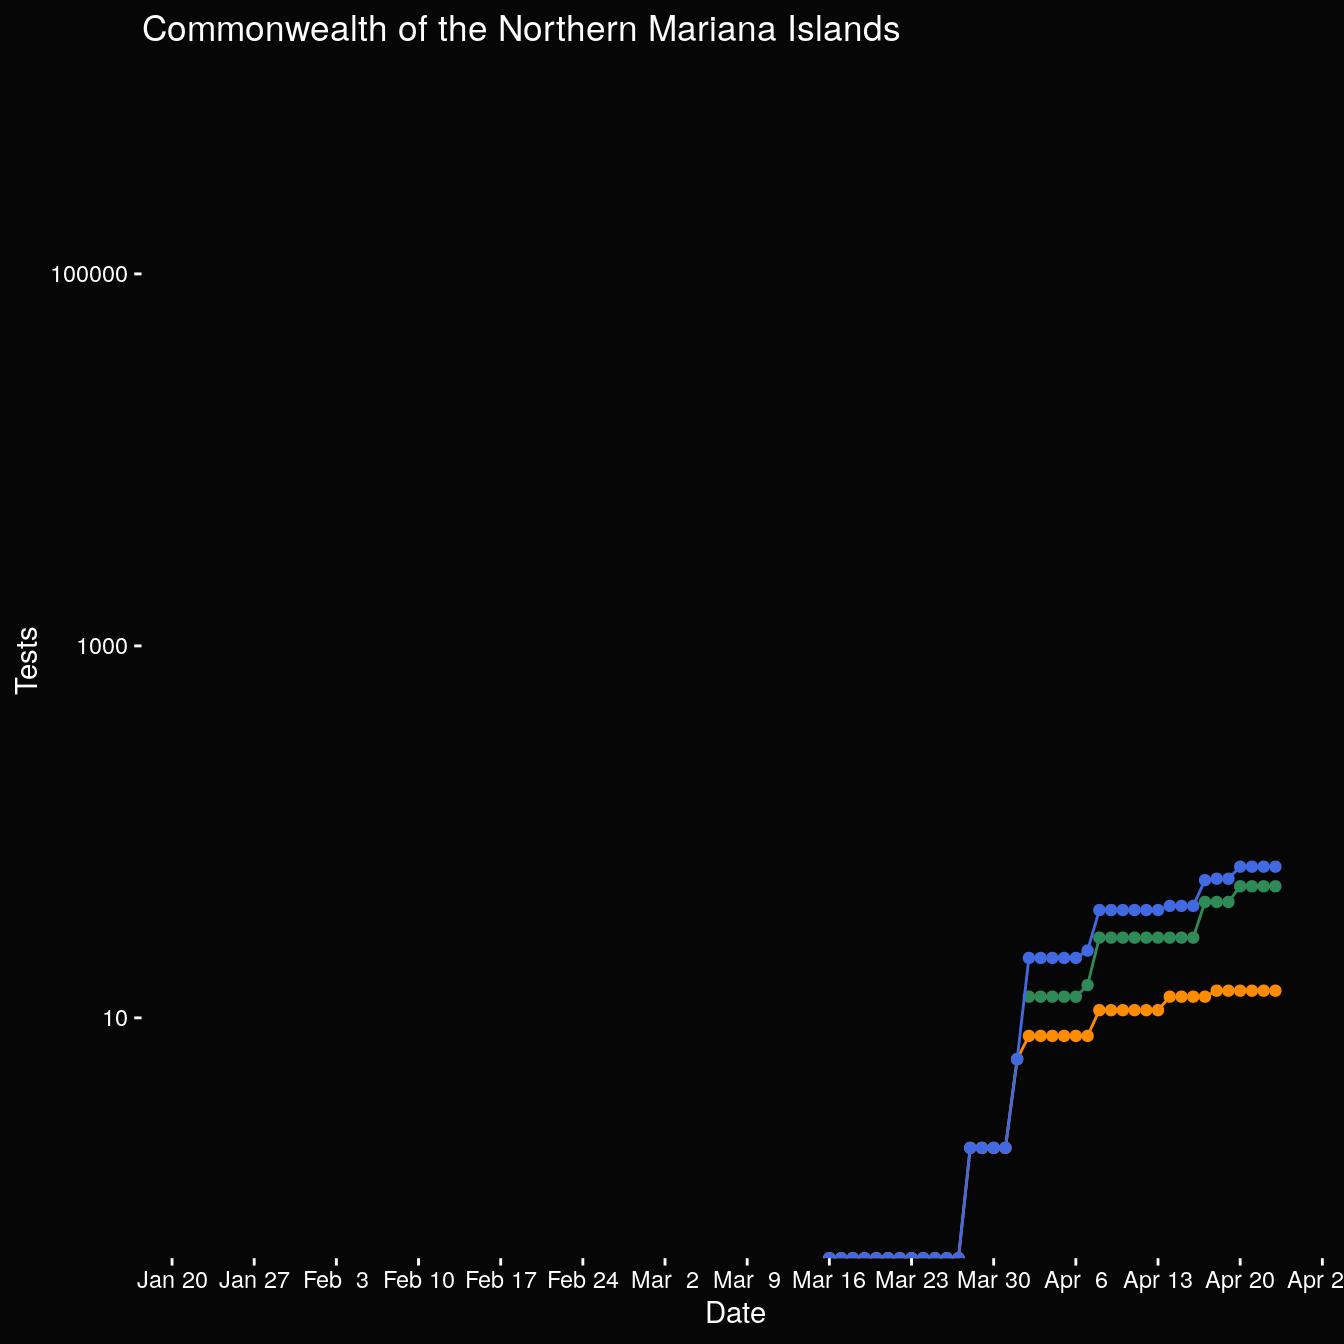 Commonwealth of the Northern Mariana Islands
100000
1000
10
Tests
Jan 20 Jan 27 Feb 3 Feb 10 Feb 17 Feb 24 Mar 2 Mar 9 Mar 16 Mar 23 Mar 30 Apr 6 Apr 13 Apr 20 Apr 2
Date